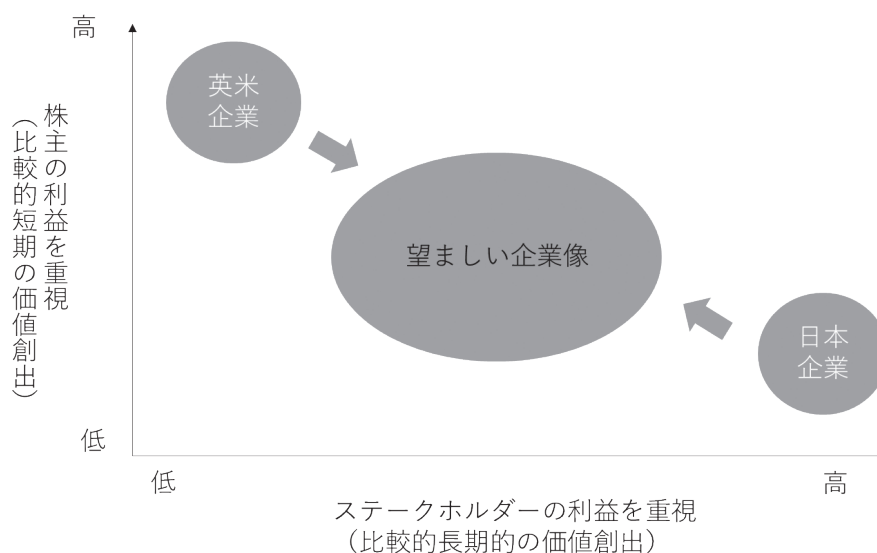 高
英米
企業
株主の利益を重視
（比較的短期の価値創出）
望ましい企業像
日本
企業
低
低
高
ステークホルダーの利益を重視
（比較的長期的の価値創出）